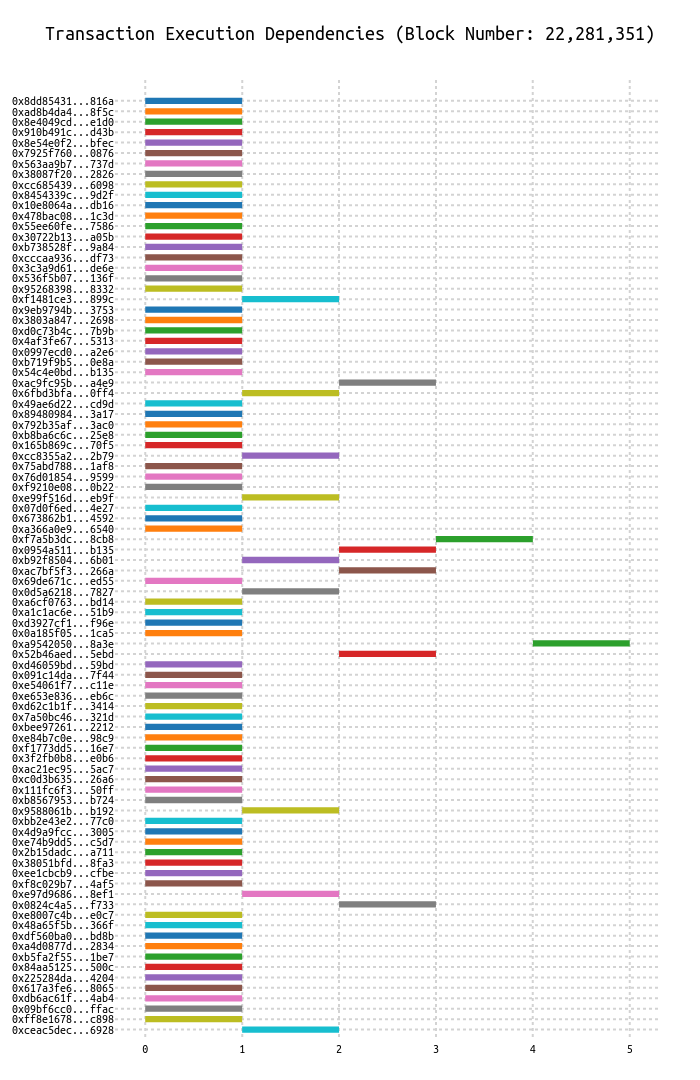 Transaction Execution Dependencies (Block Number: 22,281,351)
0x8dd85431...816a
0xad8b4da4...8f5c
0x8e4049cd...e1d0
0x910b491c...d43b
0x8e54e0f2...bfec
0x7925f760...0876
0x563aa9b7...737d
0x38087f20...2826
0xcc685439...6098
0x8454339c...9d2f
0x10e8064a...db16
0x478bac08...1c3d
0x55ee60fe...7586
0x30722b13...a05b
0xb738528f...9a84
0xcccaa936...df73
0x3c3a9d61...de6e
0x536f5b07...136f
0x95268398...8332
0xf1481ce3...899c
0x9eb9794b...3753
0x3803a847...2698
0xd0c73b4c...7b9b
0x4af3fe67...5313
0x0997ecd0...a2e6
0xb719f9b5...0e8a
0x54c4e0bd...b135
0xac9fc95b...a4e9
0x6fbd3bfa...0ff4
0x49ae6d22...cd9d
0x89480984...3a17
0x792b35af...3ac0
0xb8ba6c6c...25e8
0x165b869c...70f5
0xcc8355a2...2b79
0x75abd788...1af8
0x76d01854...9599
0xf9210e08...0b22
0xe99f516d...eb9f
0x07d0f6ed...4e27
0x673862b1...4592
0xa366a0e9...6540
0xf7a5b3dc...8cb8
0x0954a511...b135
0xb92f8504...6b01
0xac7bf5f3...266a
0x69de671c...ed55
0x0d5a6218...7827
0xa6cf0763...bd14
0xa1c1ac6e...51b9
0xd3927cf1...f96e
0x0a185f05...1ca5
0xa9542050...8a3e
0x52b46aed...5ebd
0xd46059bd...59bd
0x091c14da...7f44
0xe54061f7...c11e
0xe653e836...eb6c
0xd62c1b1f...3414
0x7a50bc46...321d
0xbee97261...2212
0xe84b7c0e...98c9
0xf1773dd5...16e7
0x3f2fb0b8...e0b6
0xac21ec95...5ac7
0xc0d3b635...26a6
0x111fc6f3...50ff
0xb8567953...b724
0x9588061b...b192
0xbb2e43e2...77c0
0x4d9a9fcc...3005
0xe74b9dd5...c5d7
0x2b15dadc...a711
0x38051bfd...8fa3
0xee1cbcb9...cfbe
0xf8c029b7...4af5
0xe97d9686...8ef1
0x0824c4a5...f733
0xe8007c4b...e0c7
0x48a65f5b...366f
0xdf560ba0...bd8b
0xa4d0877d...2834
0xb5fa2f55...1be7
0x84aa5125...500c
0x225284da...4204
0x617a3fe6...8065
0xdb6ac61f...4ab4
0x09bf6cc0...ffac
0xff8e1678...c898
0xceac5dec...6928
0 1 2 3 4 5